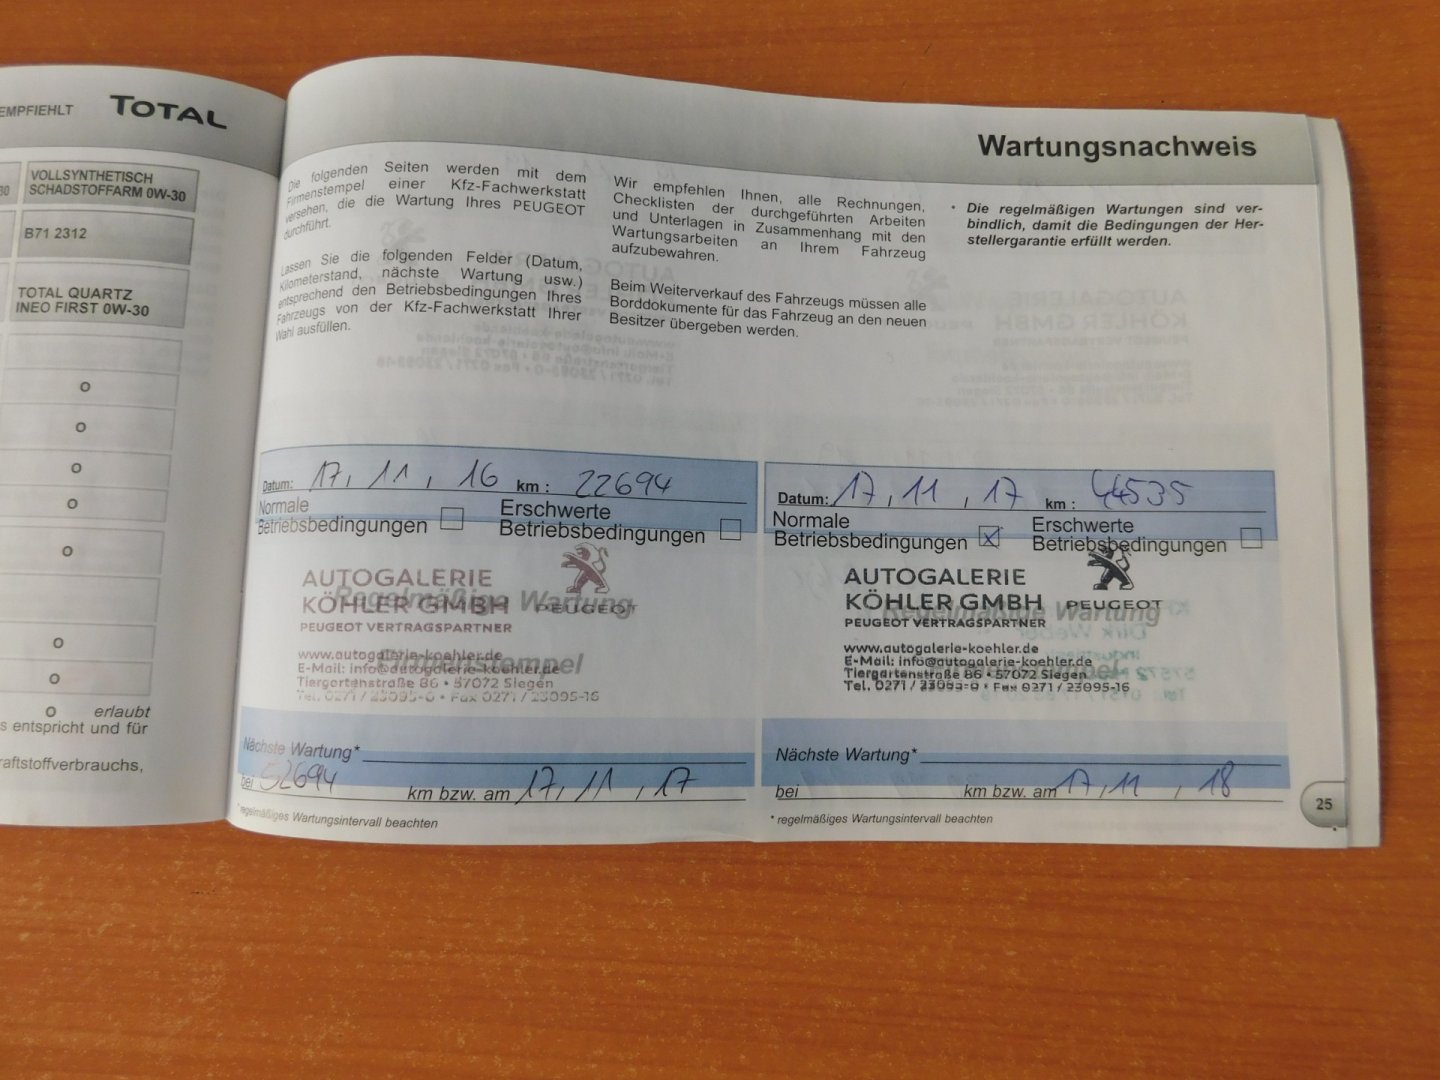 EMPFIEHLT TOTAL
30
VOLLSYNTHETISCH
SCHADSTOFFARM 0W-30
B71 2312
TOTAL QUARTZ
INEO FIRST 0W-30
O
O
O
O
O
O
O
O erlaubt
s entspricht und für
raftstoffverbrauchs,
Wartungsnachweis
Die folgenden Seiten werden mit dem
Firmenstempel einer Kfz-Fachwerkstatt
versehen, die die Wartung Ihres PEUGEOT
durchführt.
Lassen Sie die folgenden Felder (Datum,
Kilometerstand, nächste Wartung usw.)
entsprechend den Betriebsbedingungen Ihres
Fahrzeugs von der Kfz-Fachwerkstatt Ihrer
Wahl ausfüllen.
Wir empfehlen Ihnen, alle Rechnungen,
Checklisten der durchgeführten Arbeiten
und Unterlagen in Zusammenhang mit den
Wartungsarbeiten an Ihrem Fahrzeug
aufzubewahren.
Beim Weiterverkauf des Fahrzeugs müssen alle
Borddokumente für das Fahrzeug an den neuen
Besitzer übergeben werden.
• Die regelmäßigen Wartungen sind ver-
bindlich, damit die Bedingungen der Her-
stellergarantie erfüllt werden.
Datum: 17, 11, 16 km : 22694
Normale
Betriebsbedingungen
Erschwerte
Betriebsbedingungen
AUTOGALERIE
KÖHLER GMBH PEUGEOT
Regelmäßige Wartung
PEUGEOT VERTRAGSPARTNER
www.autogalerie-koehler.de
Firmenstempel
E-Mail: info@autogalerie-koehler.de
Tiergartenstraße 86 • 57072 Siegen
Tel. 0271 / 23095-0 • Fax 0271 / 23095-16
Nächste Wartung*
bei 52694 km bzw. am 17, 11, 17
* regelmäßiges Wartungsintervall beachten
Datum: 17, 11, 17 km : 44535
Normale
Betriebsbedingungen x
Erschwerte
Betriebsbedingungen
AUTOGALERIE
KÖHLER GMBH PEUGEOT
Regelmäßige Wartung
PEUGEOT VERTRAGSPARTNER
www.autogalerie-koehler.de
E-Mail: info@autogalerie-koehler.de
Firmenstempel
Tiergartenstraße 86 • 57072 Siegen
Tel. 0271 / 23095-0 • Fax 0271 / 23095-16
Nächste Wartung*
bei km bzw. am 17, 11, 18
* regelmäßiges Wartungsintervall beachten
25